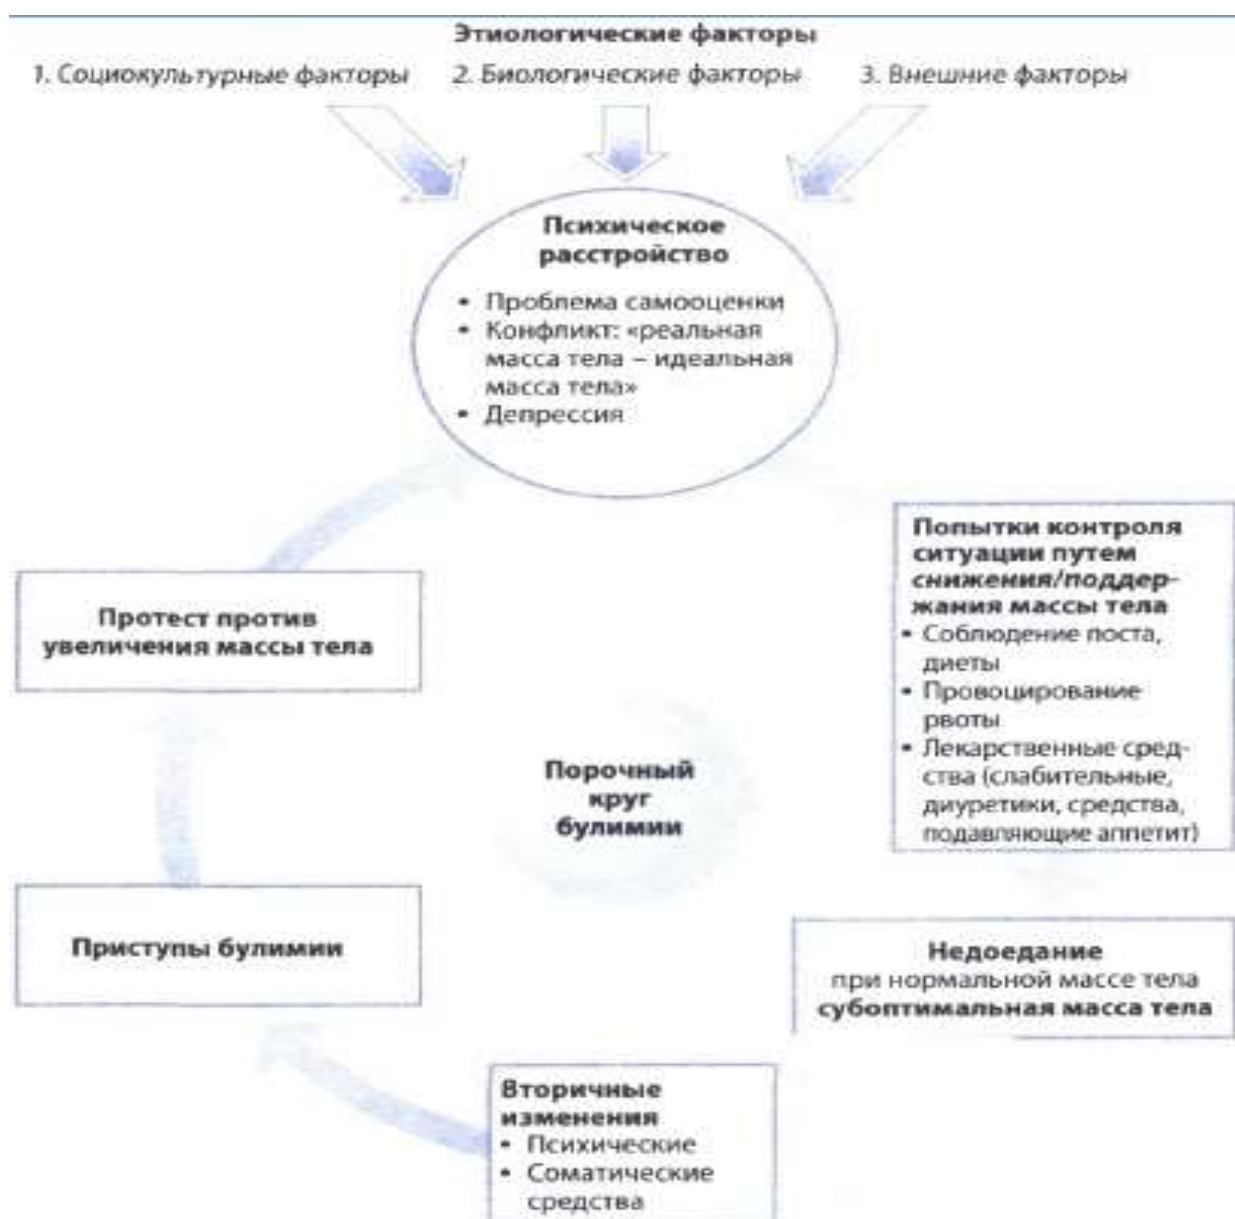 Этиологические факторы
1. Социокультурные факторы 2. Биологические факторы 3. Внешние факторы
Психическое
расстройство
• Проблема самооценки
• Конфликт: «реальная
масса тела – идеальная
масса тела»
• Депрессия
Попытки контроля
ситуации путем
снижения/поддер-
жания массы тела
• Соблюдение поста,
диеты
• Провоцирование
рвоты
• Лекарственные сред-
ства (слабительные,
диуретики, средства,
подавляющие аппетит)
Протест против
увеличения массы тела
Порочный
круг
булимии
Приступы булимии
Недоедание
при нормальной массе тела
субоптимальная масса тела
Вторичные
изменения
• Психические
• Соматические
средства